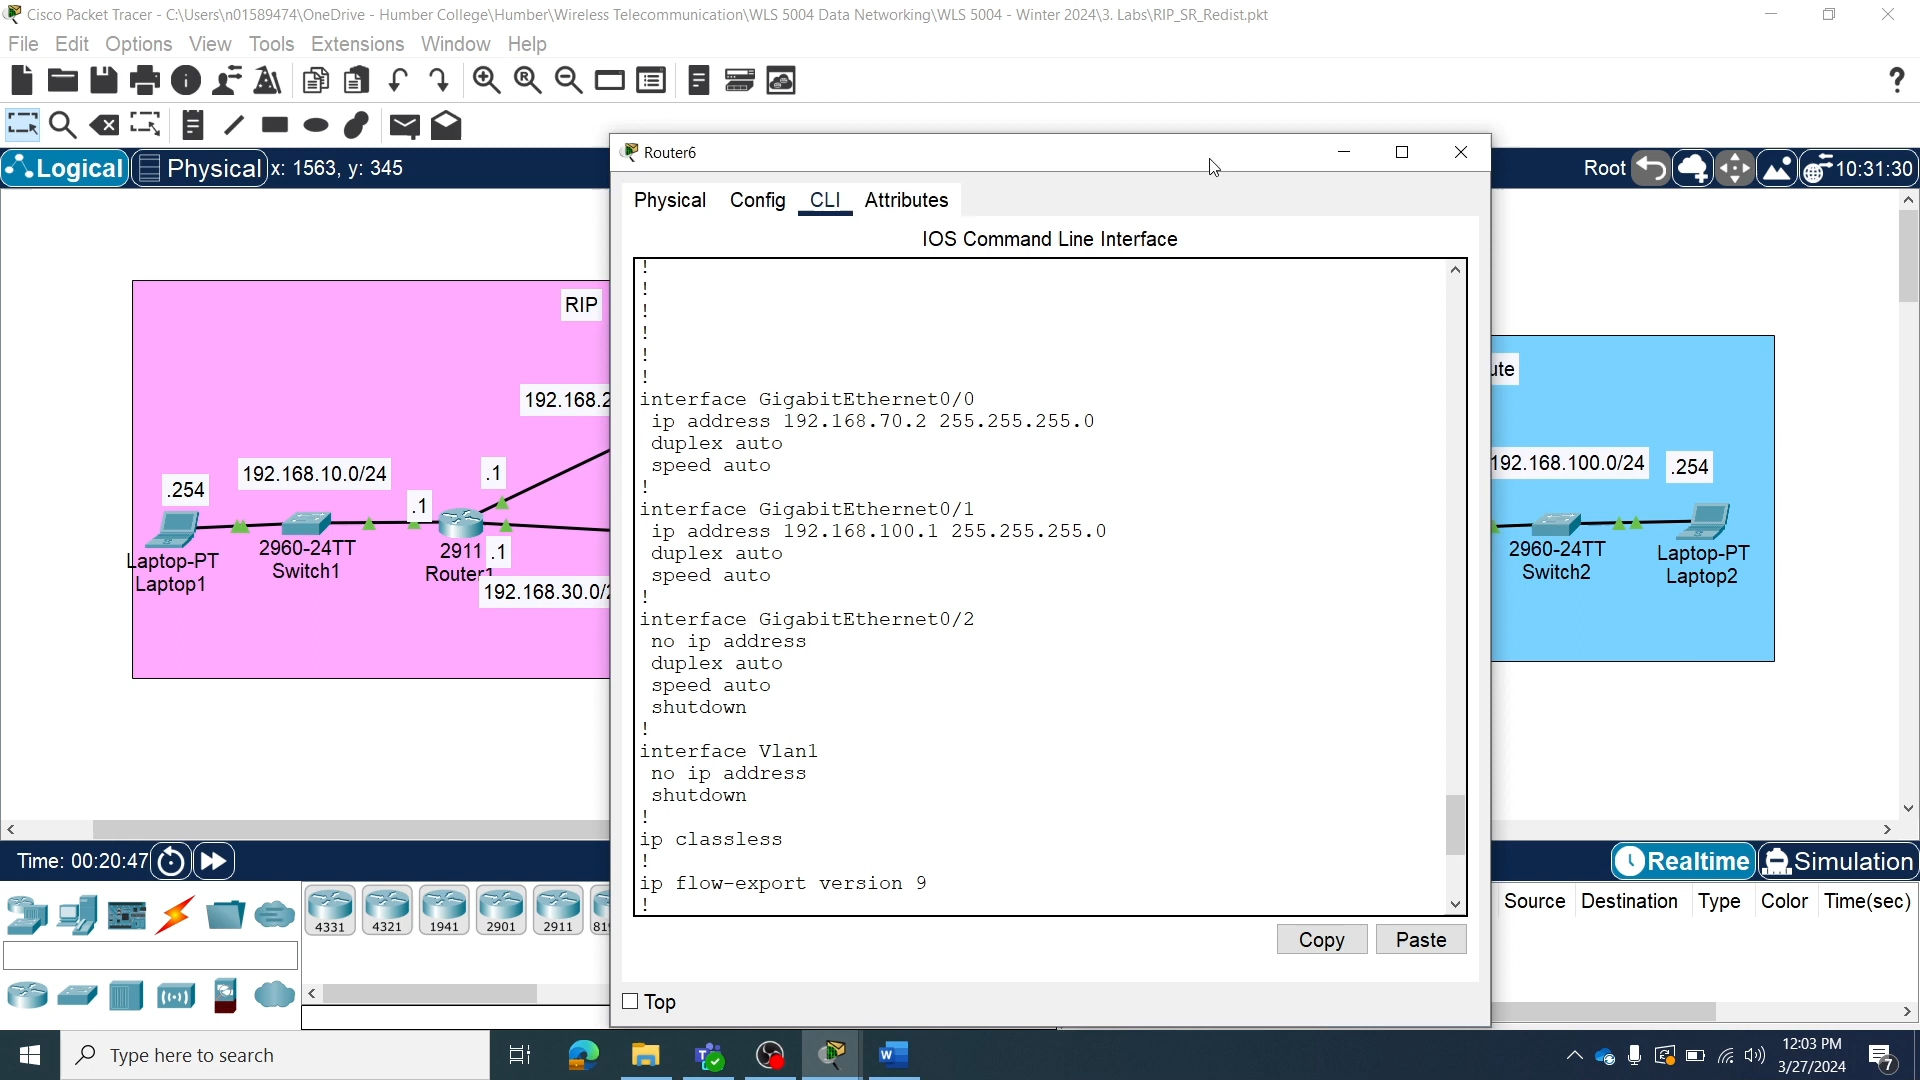 Cisco Packet Tracer - C:\Users\n01589474\OneDrive - Humber College\Humber\Wireless Telecommunication\WLS 5004 Data Networking\WLS 5004 - Winter 2024\3. Labs\RIP_SR_Redist.pkt
File Edit Options View Tools Extensions Window Help
Logical Physical x: 1563, y: 345
Root 10:31:30
Router6
Physical Config CLI Attributes
IOS Command Line Interface
!
!
!
!
!
!
interface GigabitEthernet0/0
ip address 192.168.70.2 255.255.255.0
duplex auto
speed auto
!
interface GigabitEthernet0/1
ip address 192.168.100.1 255.255.255.0
duplex auto
speed auto
!
interface GigabitEthernet0/2
no ip address
duplex auto
speed auto
shutdown
!
interface Vlan1
no ip address
shutdown
!
ip classless
!
ip flow-export version 9
!
Copy Paste
Top
RIP
192.168.2
192.168.10.0/24
.254
.1
.1
Laptop-PT
Laptop1
2960-24TT
Switch1
2911
Router1
.1
192.168.30.0/2
ute
192.168.100.0/24
.254
2960-24TT
Switch2
Laptop-PT
Laptop2
Time: 00:20:47
Realtime Simulation
4331 4321 1941 2901 2911 819
Source Destination Type Color Time(sec)
Type here to search
12:03 PM
3/27/2024
7